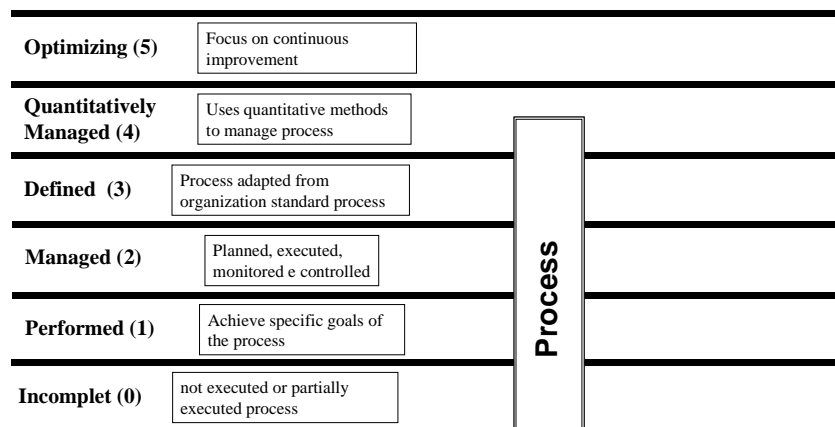 Optimizing (5)
Focus on continuous
improvement
Quantitatively
Managed (4)
Uses quantitative methods
to manage process
Defined  (3)
Process adapted from
organization standard process
Managed (2)
Planned, executed,
monitored e controlled
Performed (1)
Achieve specific goals of
the process
Incomplet (0)
not executed or partially
executed process
Process